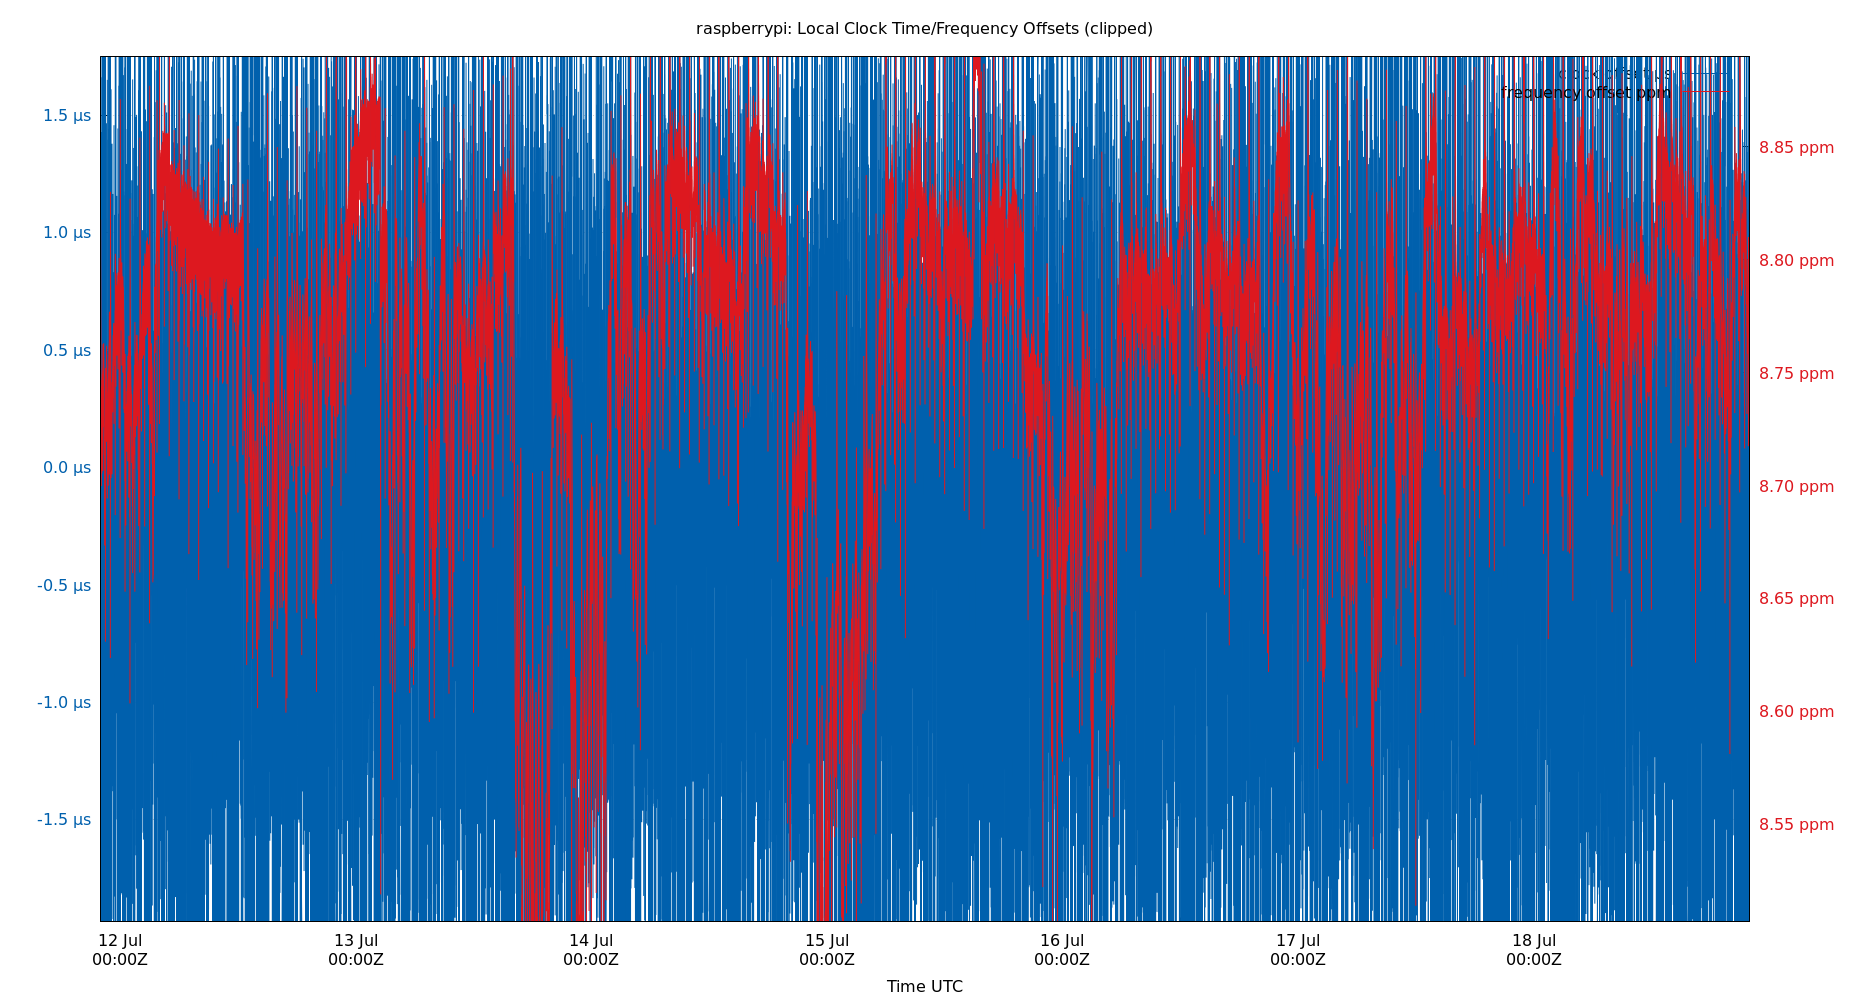 raspberrypi: Local Clock Time/Frequency Offsets (clipped)
clock offset µs
frequency offset ppm
1.5 µs
1.0 µs
0.5 µs
0.0 µs
-0.5 µs
-1.0 µs
-1.5 µs
8.85 ppm
8.80 ppm
8.75 ppm
8.70 ppm
8.65 ppm
8.60 ppm
8.55 ppm
12 Jul
00:00Z
13 Jul
00:00Z
14 Jul
00:00Z
15 Jul
00:00Z
16 Jul
00:00Z
17 Jul
00:00Z
18 Jul
00:00Z
Time UTC